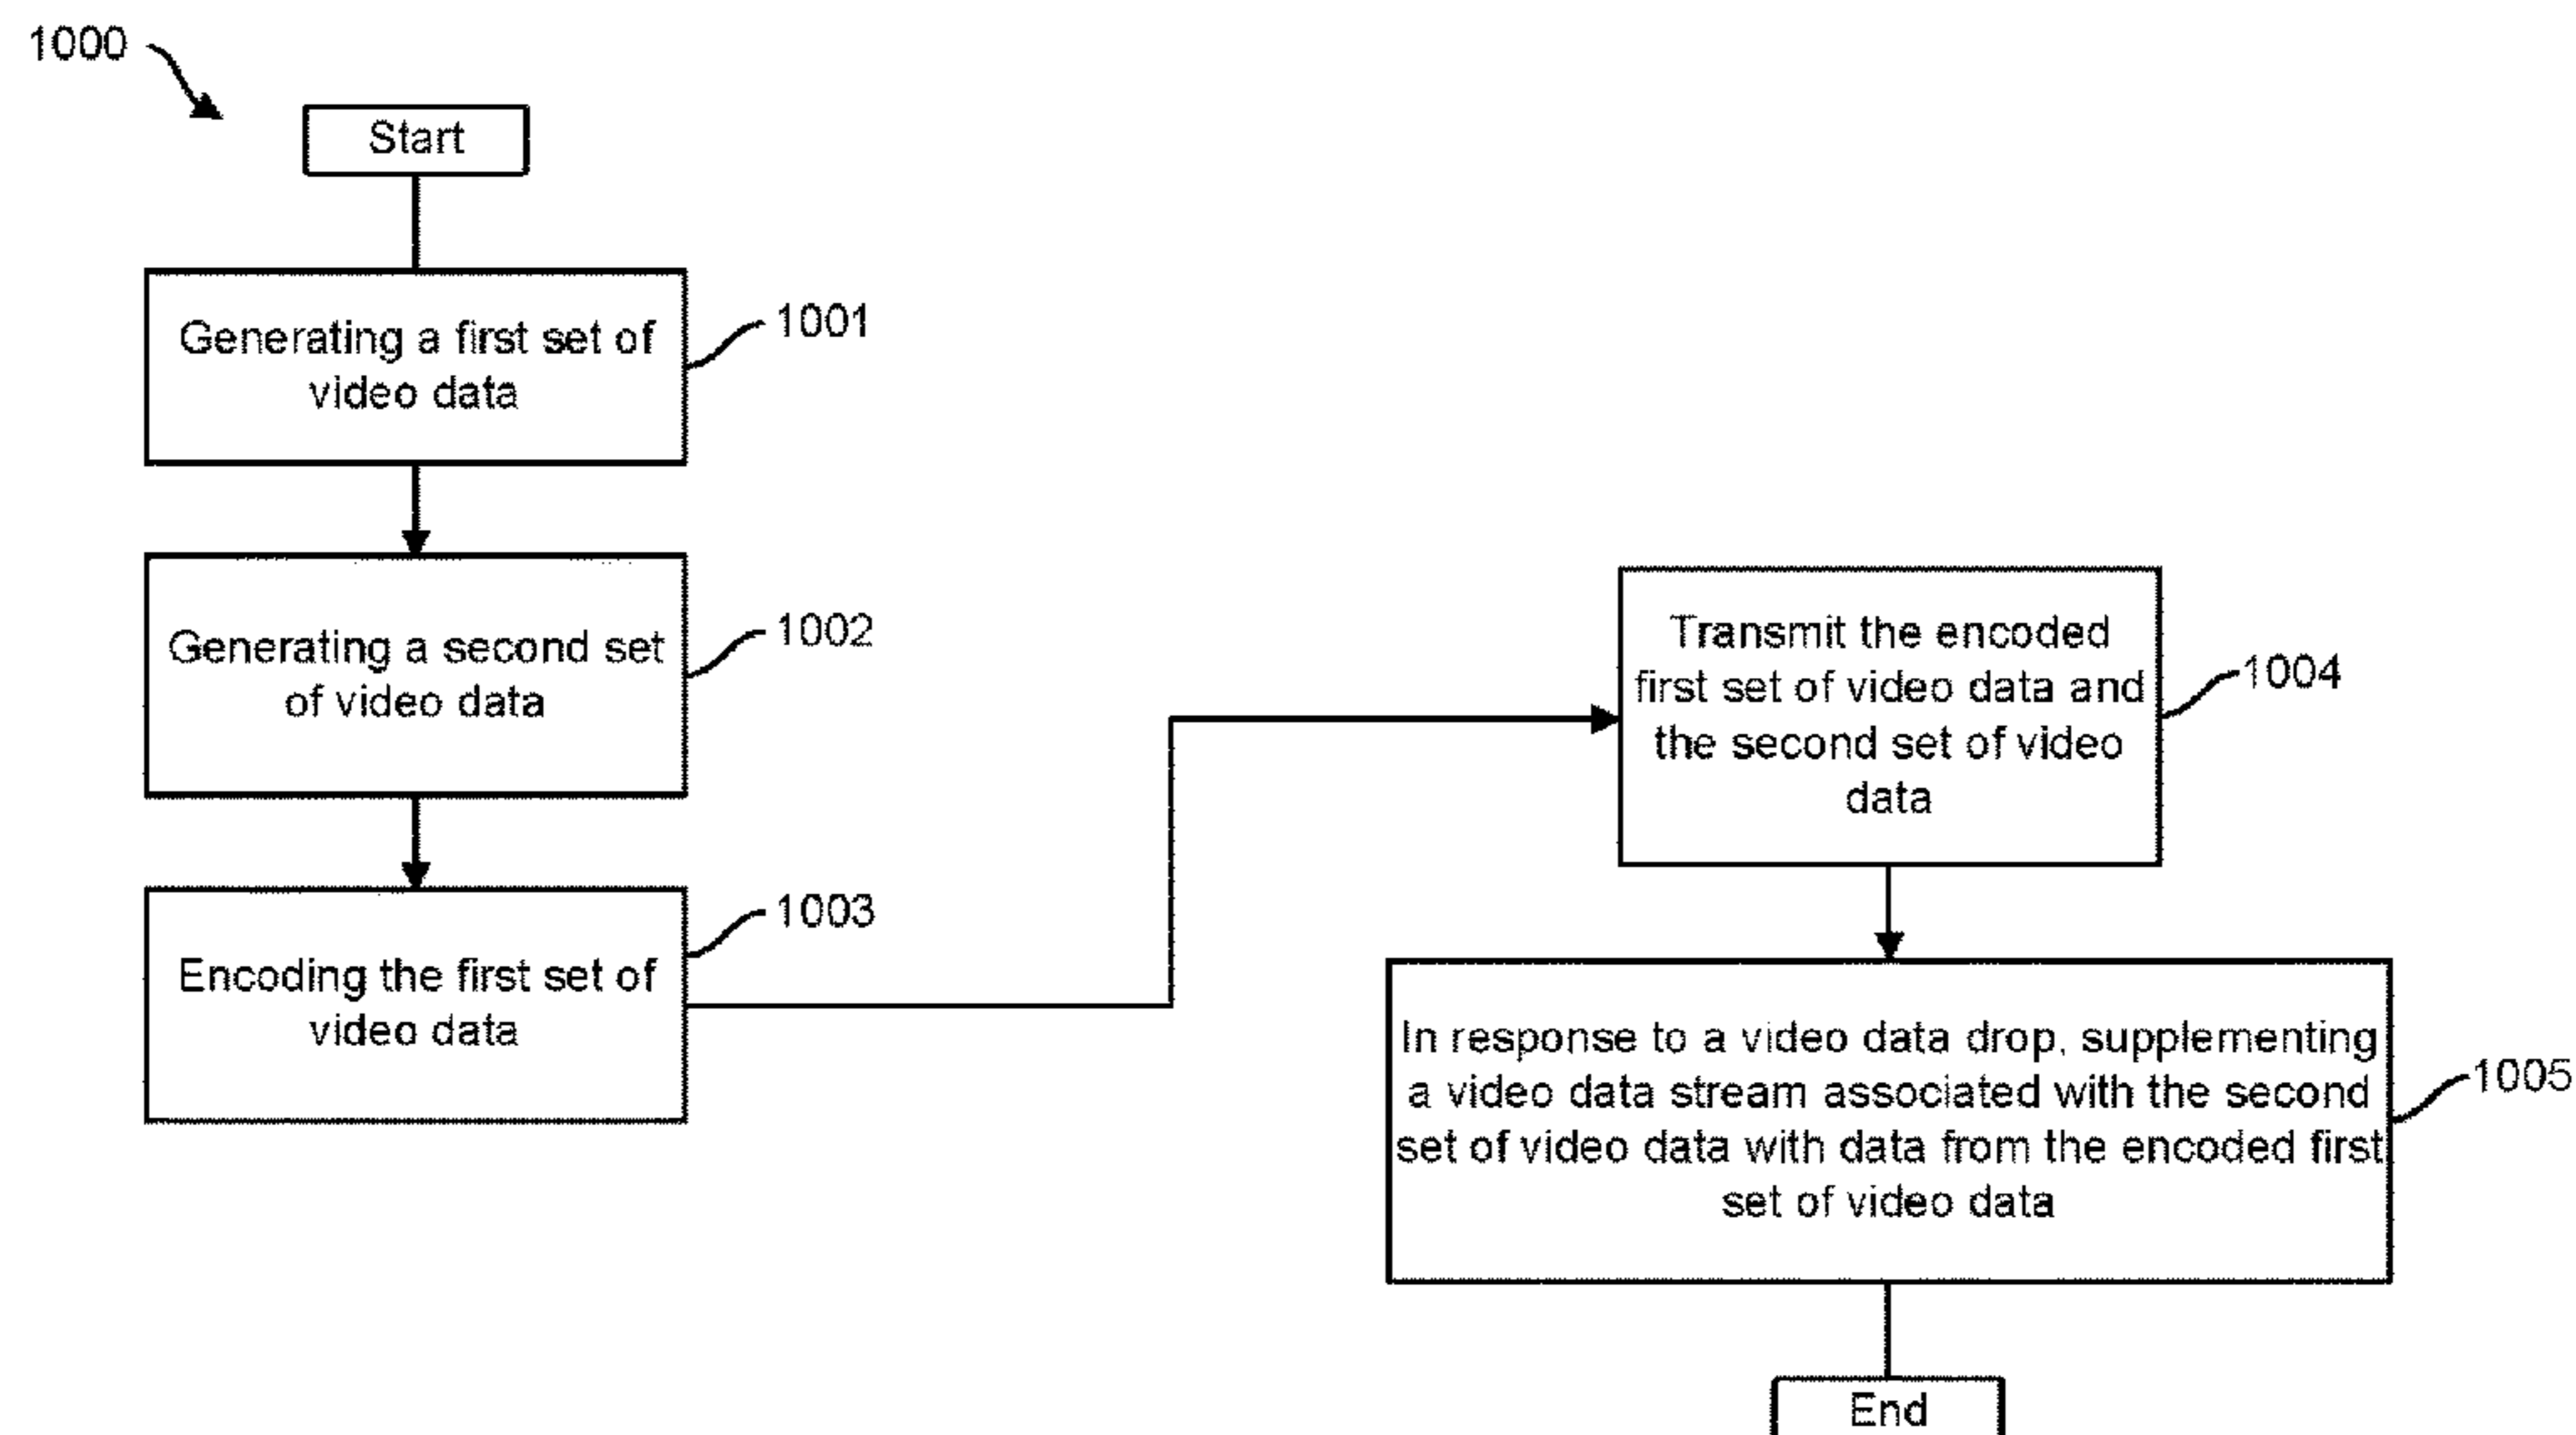 1000
Start
Generating a first set of
video data
1001
Generating a second set
of video data
1002
Encoding the first set of
video data
1003
Transmit the encoded
first set of video data and
the second set of video
data
1004
In response to a video data drop, supplementing
a video data stream associated with the second
set of video data with data from the encoded first
set of video data
1005
End